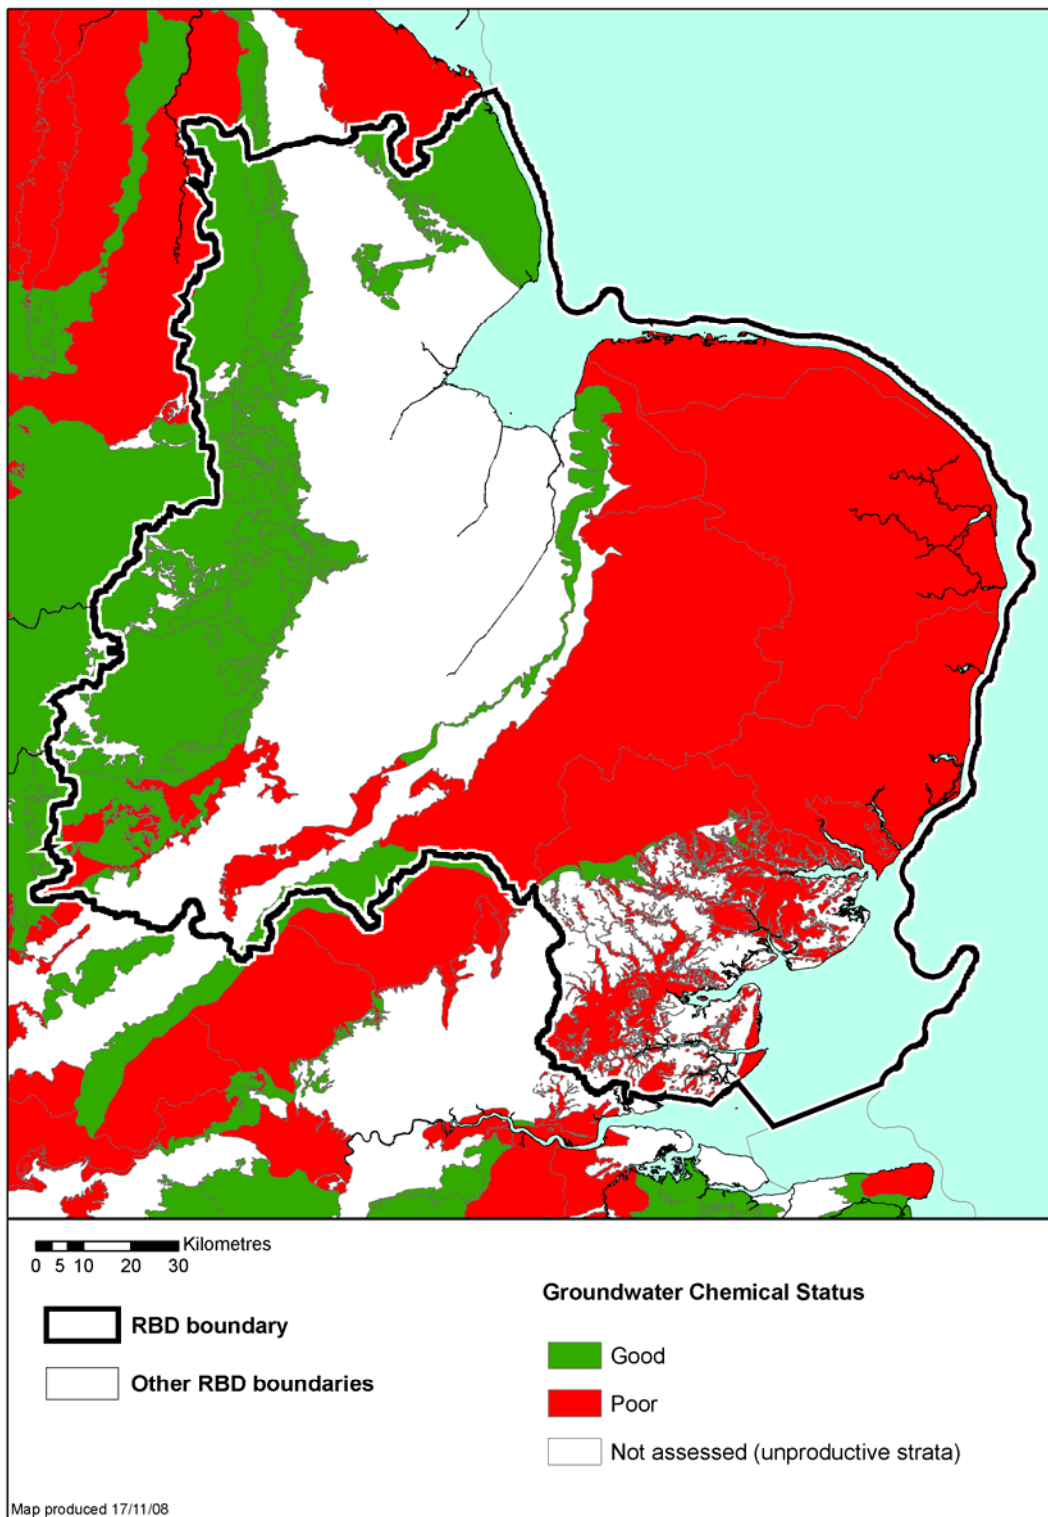 Kilometres
0 5 10 20 30
RBD boundary
Other RBD boundaries
Groundwater Chemical Status
Good
Poor
Not assessed (unproductive strata)
Map produced 17/11/08